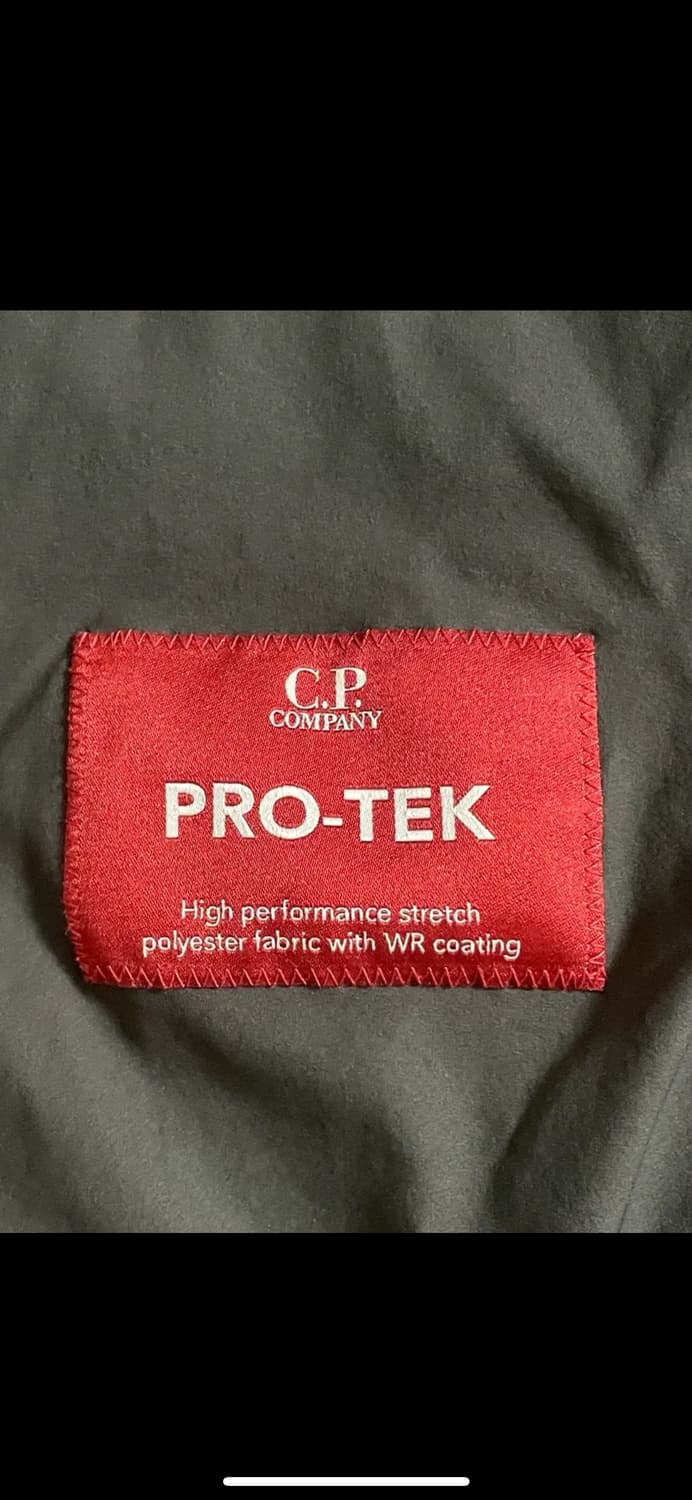 C.P.
COMPANY
PRO-TEK
High performance stretch
polyester fabric with WR coating